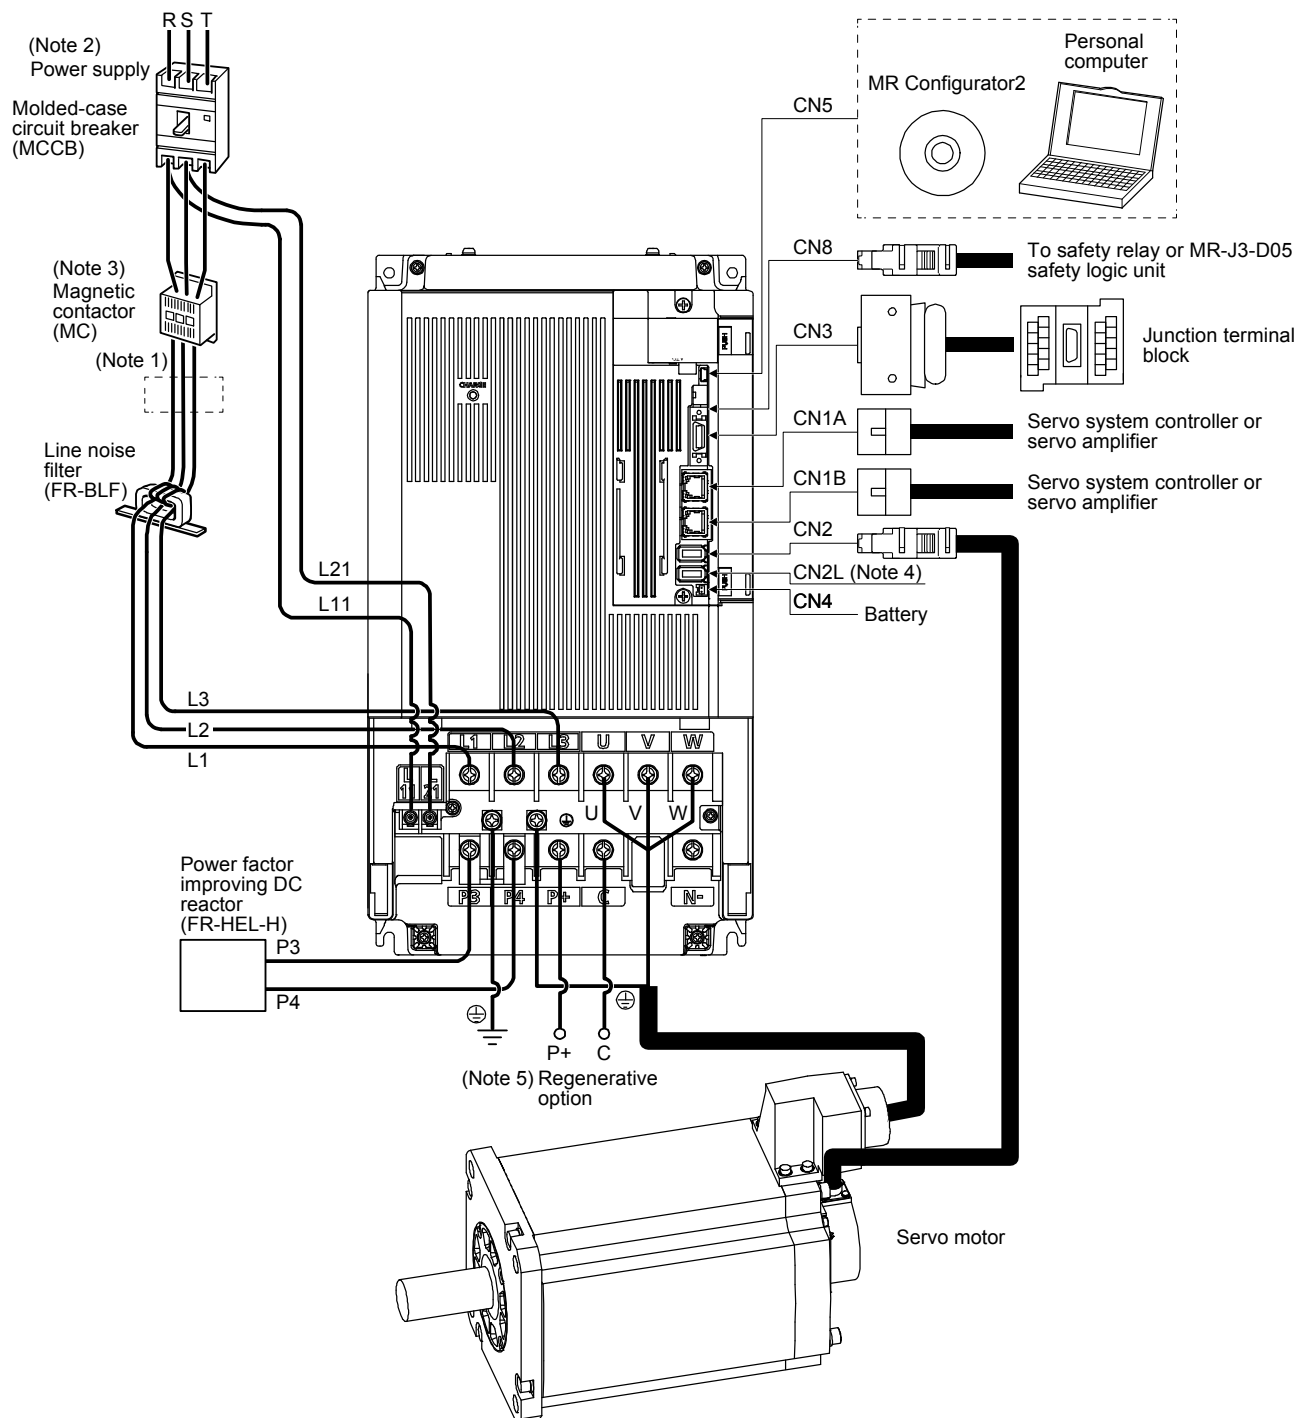 R S T
(Note 2)
Power supply
Molded-case
circuit breaker
(MCCB)
(Note 3)
Magnetic
contactor
(MC)
(Note 1)
Line noise
filter
(FR-BLF)
L21
L11
L3
L2
L1
Personal
computer
MR Configurator2
CN5
CN8
To safety relay or MR-J3-D05
safety logic unit
CN3
Junction terminal
block
CN1A
Servo system controller or
servo amplifier
CN1B
Servo system controller or
servo amplifier
CN2
CN2L (Note 4)
CN4
Battery
CHARGE
PUSH
PUSH
L1 L2 L3 U V W
L11 L21
U V W
P3 P4 P+ C N-
Power factor
improving DC
reactor
(FR-HEL-H)
P3
P4
P+ C
(Note 5) Regenerative
option
Servo motor